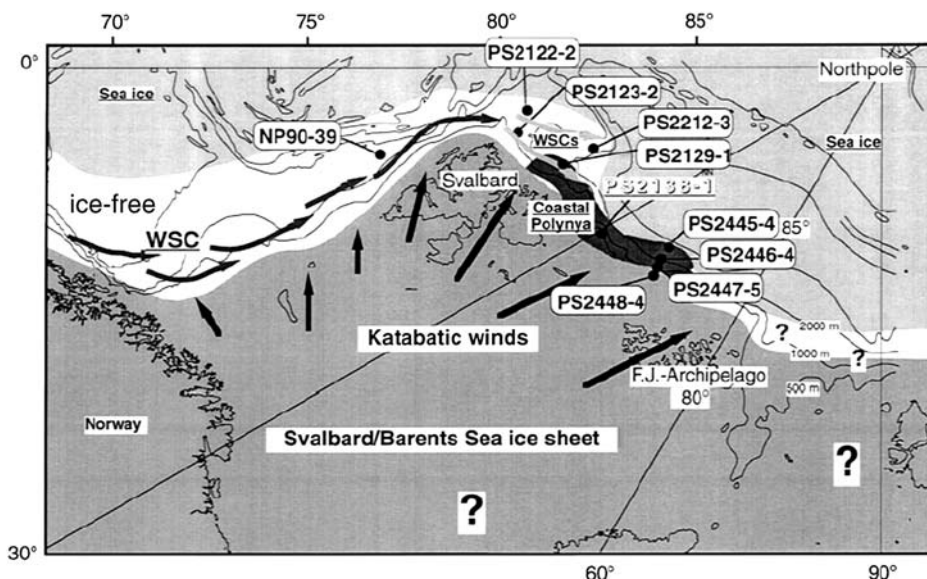 70°
75°
80°
85°
0°
PS2122-2
Northpole
Sea ice
PS2123-2
NP90-39
WSCs
PS2212-3
Sea ice
PS2129-1
Svalbard
PS2138-1
ice-free
Coastal
Polynya
WSC
PS2445-4
85°
PS2446-4
PS2448-4
PS2447-5
Katabatic winds
?
2000 m
1000 m
?
F.J.-Archipelago
500 m
80°
Norway
Svalbard/Barents Sea ice sheet
?
?
30°
60°
90°